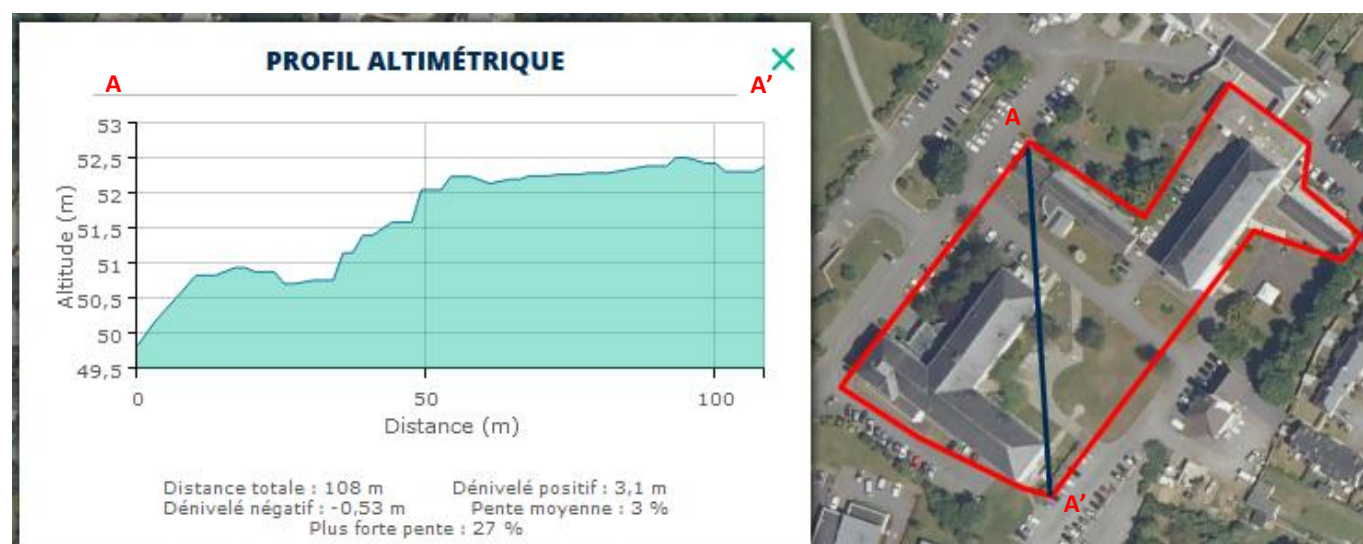 PROFIL ALTIMÉTRIQUE
A
A'
53
52,5
52
51,5
51
50,5
50
49,5
Altitude (m)
0
50
100
Distance (m)
Distance totale : 108 m
Dénivelé positif : 3,1 m
Dénivelé négatif : -0,53 m
Pente moyenne : 3 %
Plus forte pente : 27 %
A
A'